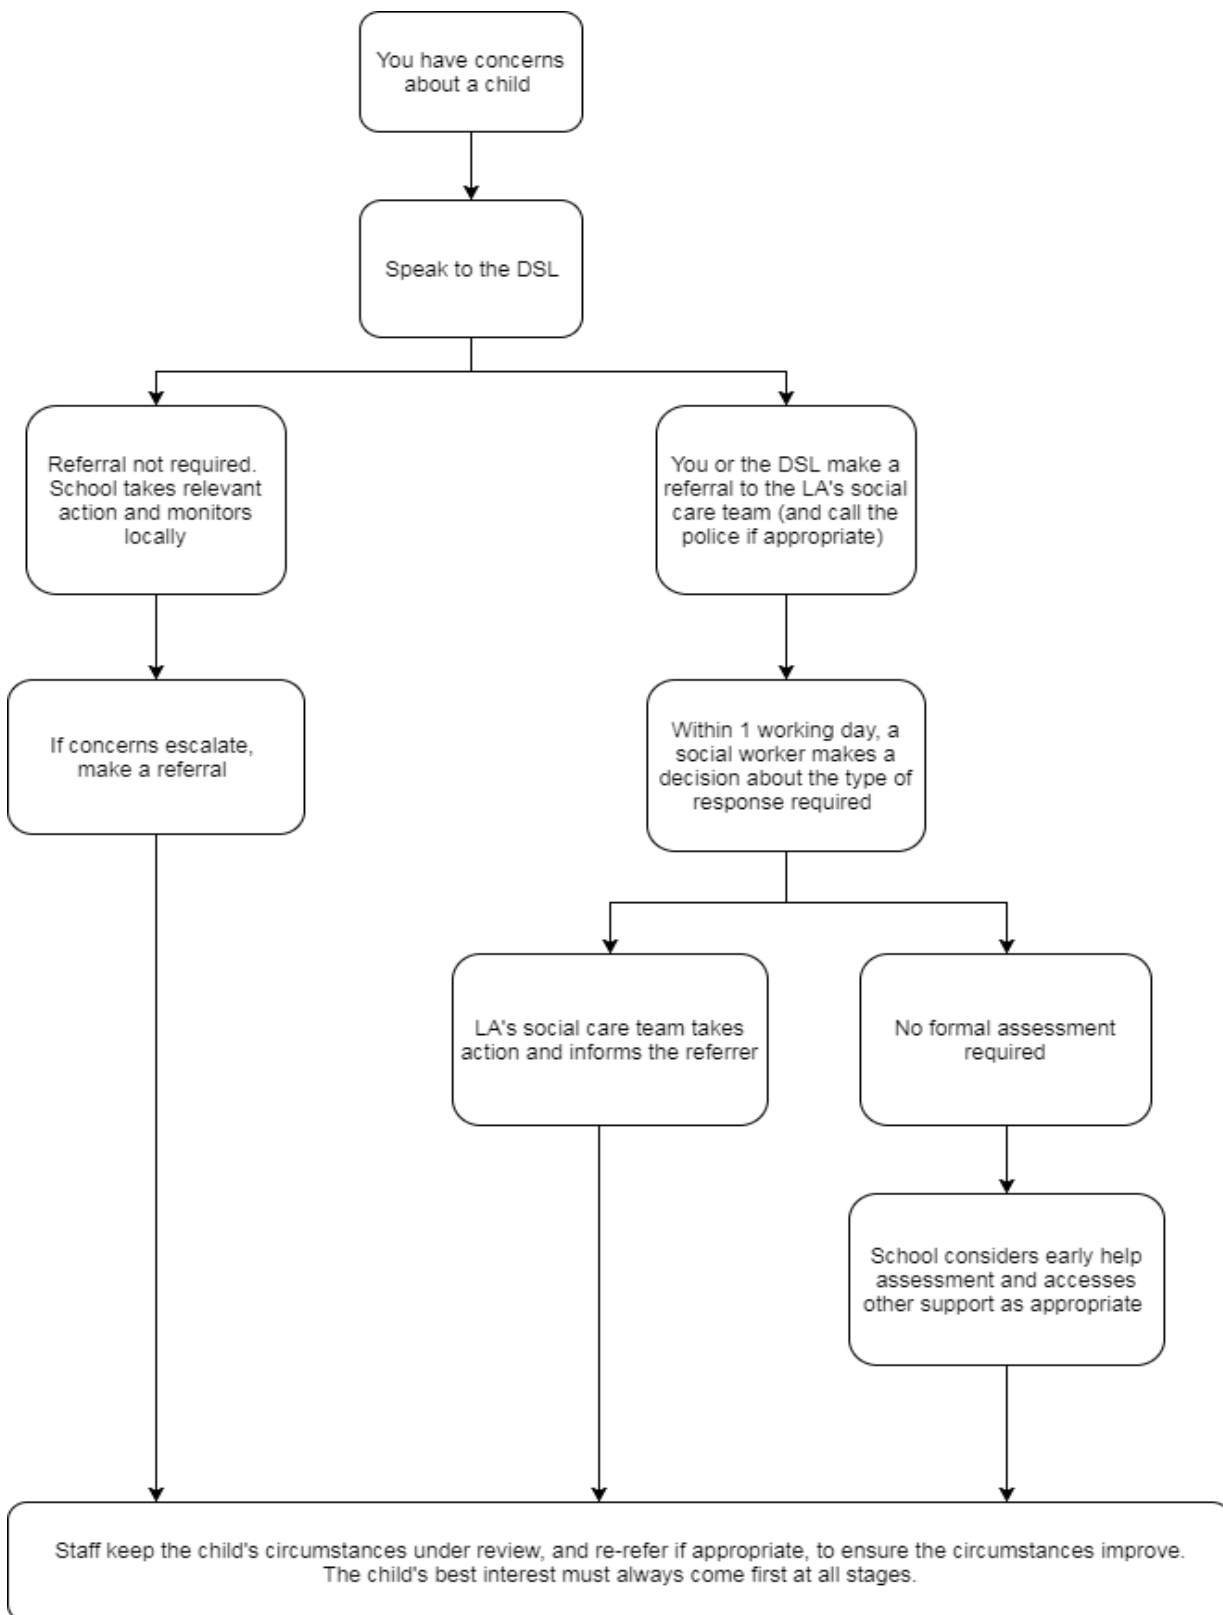 You have concerns
about a child
Speak to the DSL
Referral not required.
School takes relevant
action and monitors
locally
You or the DSL make a
referral to the LA's social
care team (and call the
police if appropriate)
If concerns escalate,
make a referral
Within 1 working day, a
social worker makes a
decision about the type of
response required
LA's social care team takes
action and informs the referrer
No formal assessment
required
School considers early help
assessment and accesses
other support as appropriate
Staff keep the child's circumstances under review, and re-refer if appropriate, to ensure the circumstances improve.
The child's best interest must always come first at all stages.